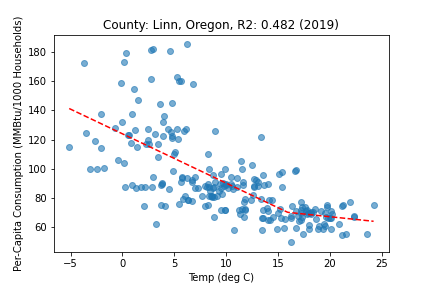 County: Linn, Oregon, R2: 0.482 (2019)
Per-Capita Consumption (MMBtu/1000 Households)
180
160
140
120
100
80
60
−5 0 5 10 15 20 25
Temp (deg C)